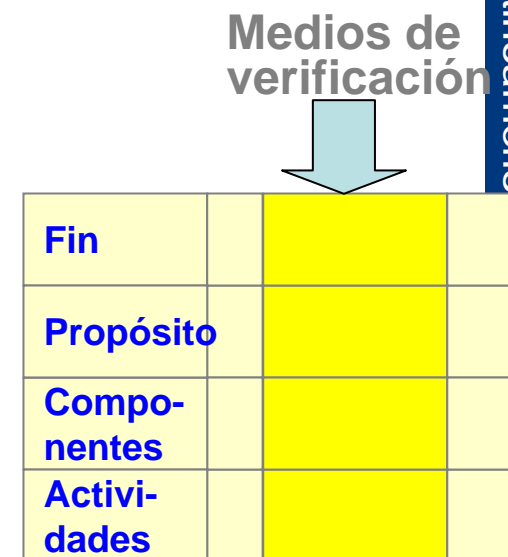 Medios de
verificación
Fin
Propósito
Compo-
nentes
Activi-
dades